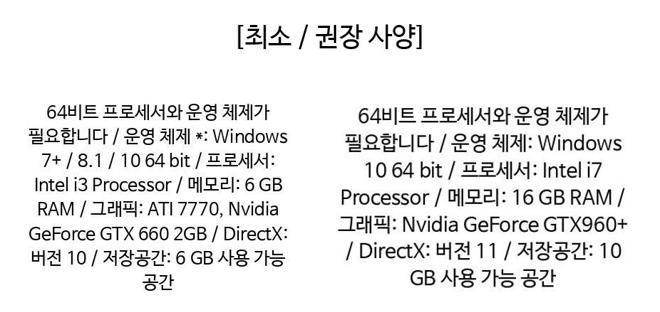 [최소 / 권장 사양]
64비트 프로세서와 운영 체제가
필요합니다 / 운영 체제 *: Windows
7+ / 8.1 / 10 64 bit / 프로세서:
Intel i3 Processor / 메모리: 6 GB
RAM / 그래픽: ATI 7770, Nvidia
GeForce GTX 660 2GB / DirectX:
버전 10 / 저장공간: 6 GB 사용 가능
공간
64비트 프로세서와 운영 체제가
필요합니다 / 운영 체제: Windows
10 64 bit / 프로세서: Intel i7
Processor / 메모리: 16 GB RAM /
그래픽: Nvidia GeForce GTX960+
/ DirectX: 버전 11 / 저장공간: 10
GB 사용 가능 공간